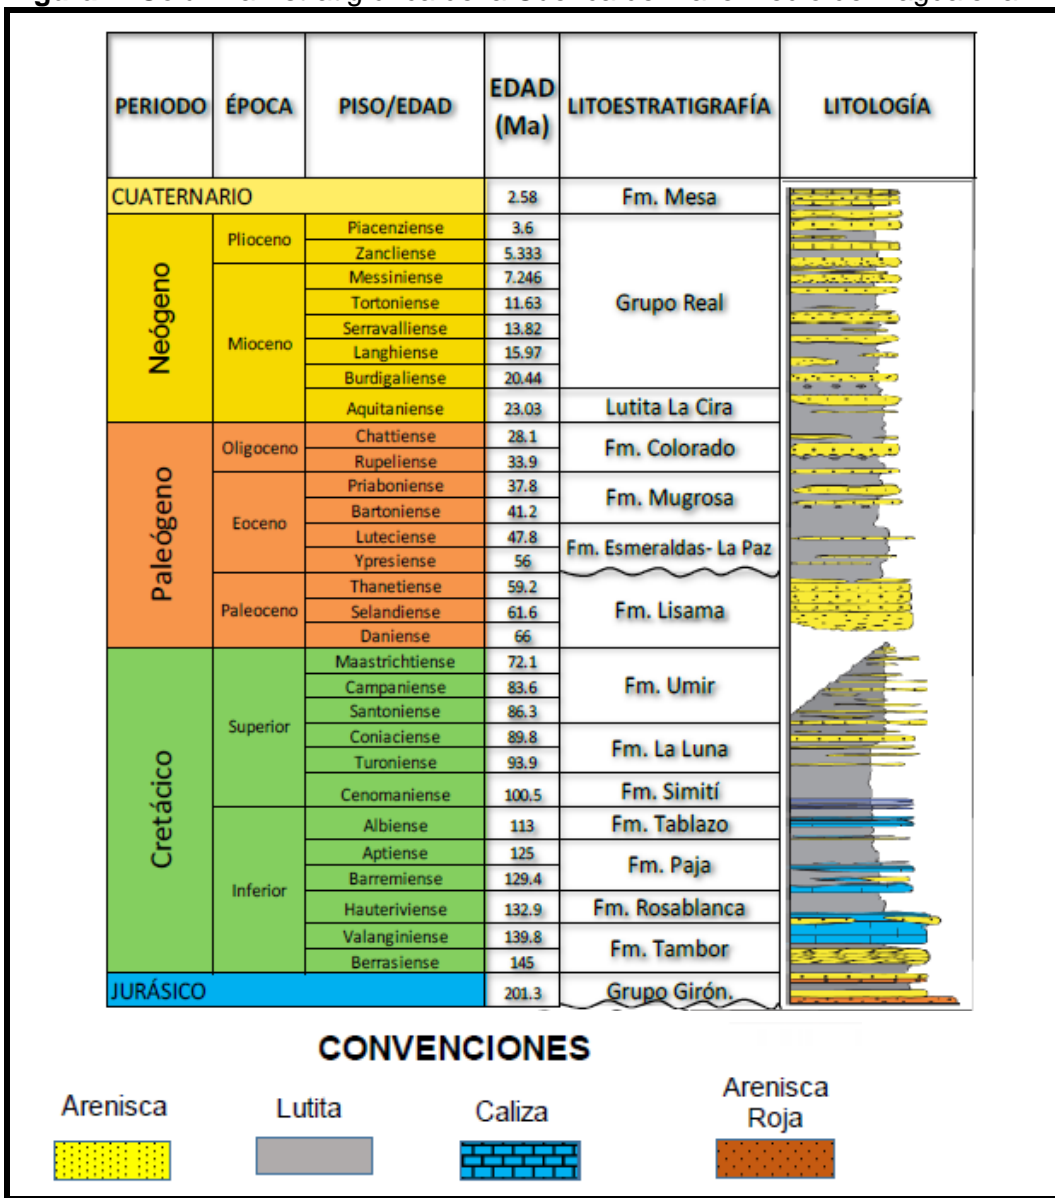 PERIODO ÉPOCA PISO/EDAD EDAD (Ma) LITOESTRATIGRAFÍA LITOLOGÍA
CUATERNARIO 2.58 Fm. Mesa
Neógeno
Plioceno
Piacenziense 3.6
Zancliense 5.333
Mioceno
Messiniense 7.246
Tortoniense 11.63
Grupo Real
Serravalliense 13.82
Langhiense 15.97
Burdigaliense 20.44
Aquitaniense 23.03 Lutita La Cira
Paleógeno
Oligoceno
Chattiense 28.1
Fm. Colorado
Rupeliense 33.9
Eoceno
Priaboniense 37.8
Fm. Mugrosa
Bartoniense 41.2
Luteciense 47.8
Fm. Esmeraldas- La Paz
Ypresiense 56
Paleoceno
Thanetiense 59.2
Selandiense 61.6 Fm. Lisama
Daniense 66
Cretácico
Superior
Maastrichtiense 72.1
Campaniense 83.6 Fm. Umir
Santoniense 86.3
Coniaciense 89.8
Fm. La Luna
Turoniense 93.9
Cenomaniense 100.5 Fm. Simití
Inferior
Albiense 113 Fm. Tablazo
Aptiense 125
Fm. Paja
Barremiense 129.4
Hauteriviense 132.9 Fm. Rosablanca
Valanginiense 139.8
Fm. Tambor
Berrasiense 145
JURÁSICO 201.3 Grupo Girón.
CONVENCIONES
Arenisca
Lutita
Caliza
Arenisca
Roja